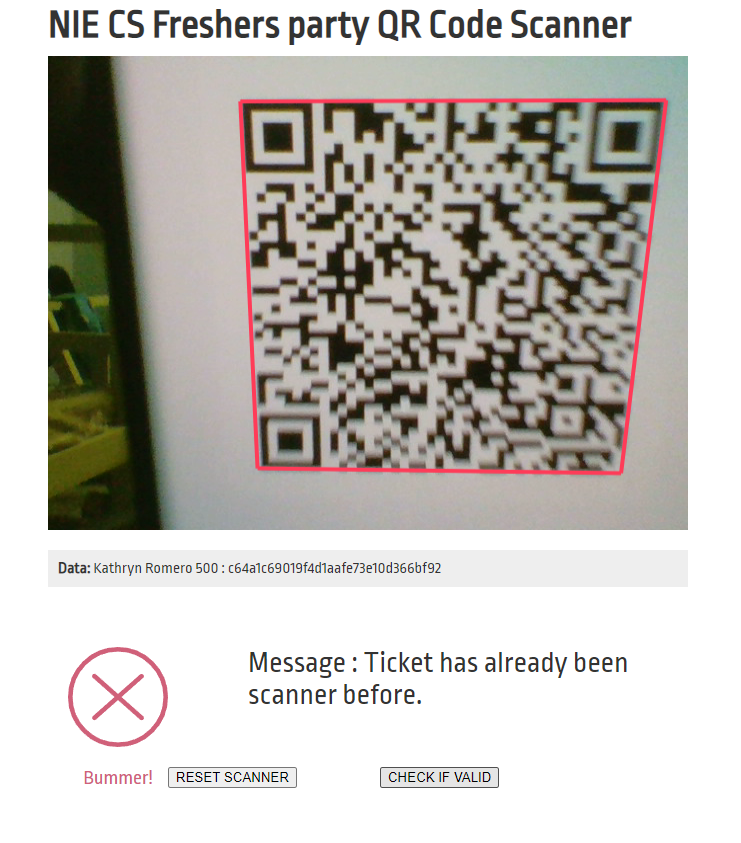 NIE CS Freshers party QR Code Scanner
Data: Kathryn Romero 500 : c64a1c69019f4d1aafe73e10d366bf92
Message : Ticket has already been
scanner before.
Bummer!
RESET SCANNER
CHECK IF VALID